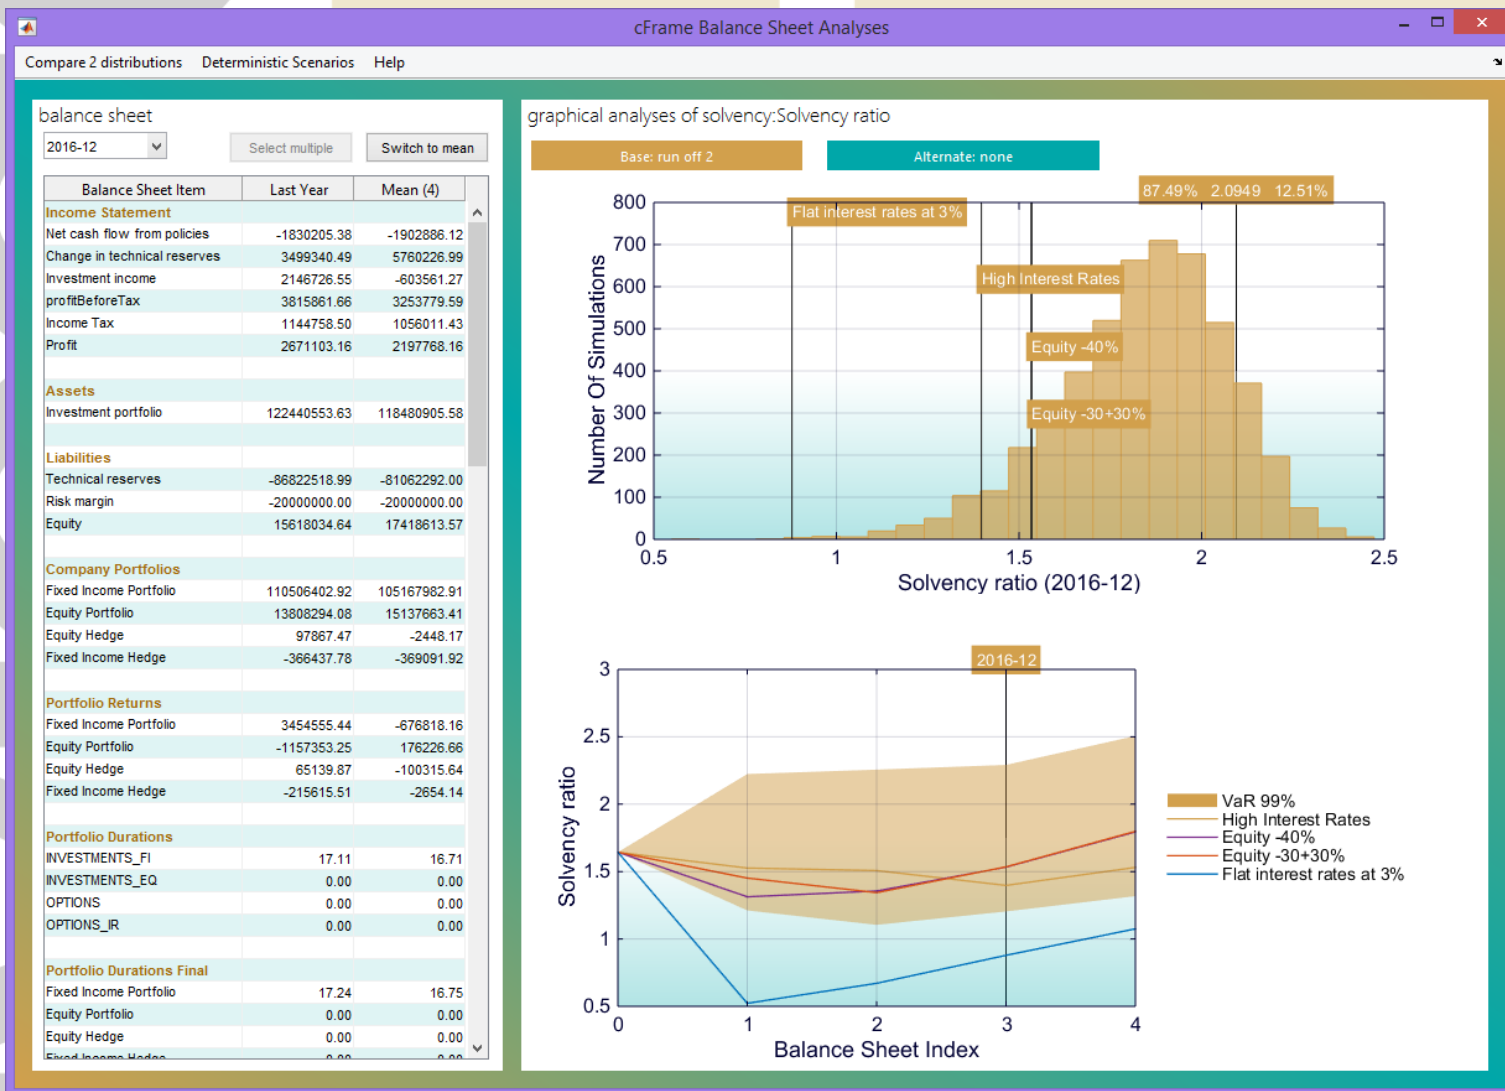 cFrame Balance Sheet Analyses
Compare 2 distributions Deterministic Scenarios Help
balance sheet
2016-12 Select multiple Switch to mean
Balance Sheet Item Last Year Mean (4)
Income Statement
Net cash flow from policies -1830205.38 -1902886.12
Change in technical reserves 3499340.49 5760226.99
Investment income 2146726.55 -603561.27
profitBeforeTax 3815861.66 3253779.59
Income Tax 1144758.50 1056011.43
Profit 2671103.16 2197768.16
Assets
Investment portfolio 122440553.63 118480905.58
Liabilities
Technical reserves -86822518.99 -81062292.00
Risk margin -20000000.00 -20000000.00
Equity 15618034.64 17418613.57
Company Portfolios
Fixed Income Portfolio 110506402.92 105167982.91
Equity Portfolio 13808294.08 15137663.41
Equity Hedge 97867.47 -2448.17
Fixed Income Hedge -366437.78 -369091.92
Portfolio Returns
Fixed Income Portfolio 3454555.44 -676818.16
Equity Portfolio -1157353.25 176226.66
Equity Hedge 65139.87 -100315.64
Fixed Income Hedge -215615.51 -2654.14
Portfolio Durations
INVESTMENTS_FI 17.11 16.71
INVESTMENTS_EQ 0.00 0.00
OPTIONS 0.00 0.00
OPTIONS_IR 0.00 0.00
Portfolio Durations Final
Fixed Income Portfolio 17.24 16.75
Equity Portfolio 0.00 0.00
Equity Hedge 0.00 0.00
Fixed Income Hedge 0.00 0.00
graphical analyses of solvency:Solvency ratio
Base: run off 2 Alternate: none
87.49% 2.0949 12.51%
Flat interest rates at 3%
High Interest Rates
Equity -40%
Equity -30+30%
Number Of Simulations
800
700
600
500
400
300
200
100
0
0.5 1 1.5 2 2.5
Solvency ratio (2016-12)
2016-12
Solvency ratio
3
2.5
2
1.5
1
0.5
0 1 2 3 4
Balance Sheet Index
VaR 99%
High Interest Rates
Equity -40%
Equity -30+30%
Flat interest rates at 3%